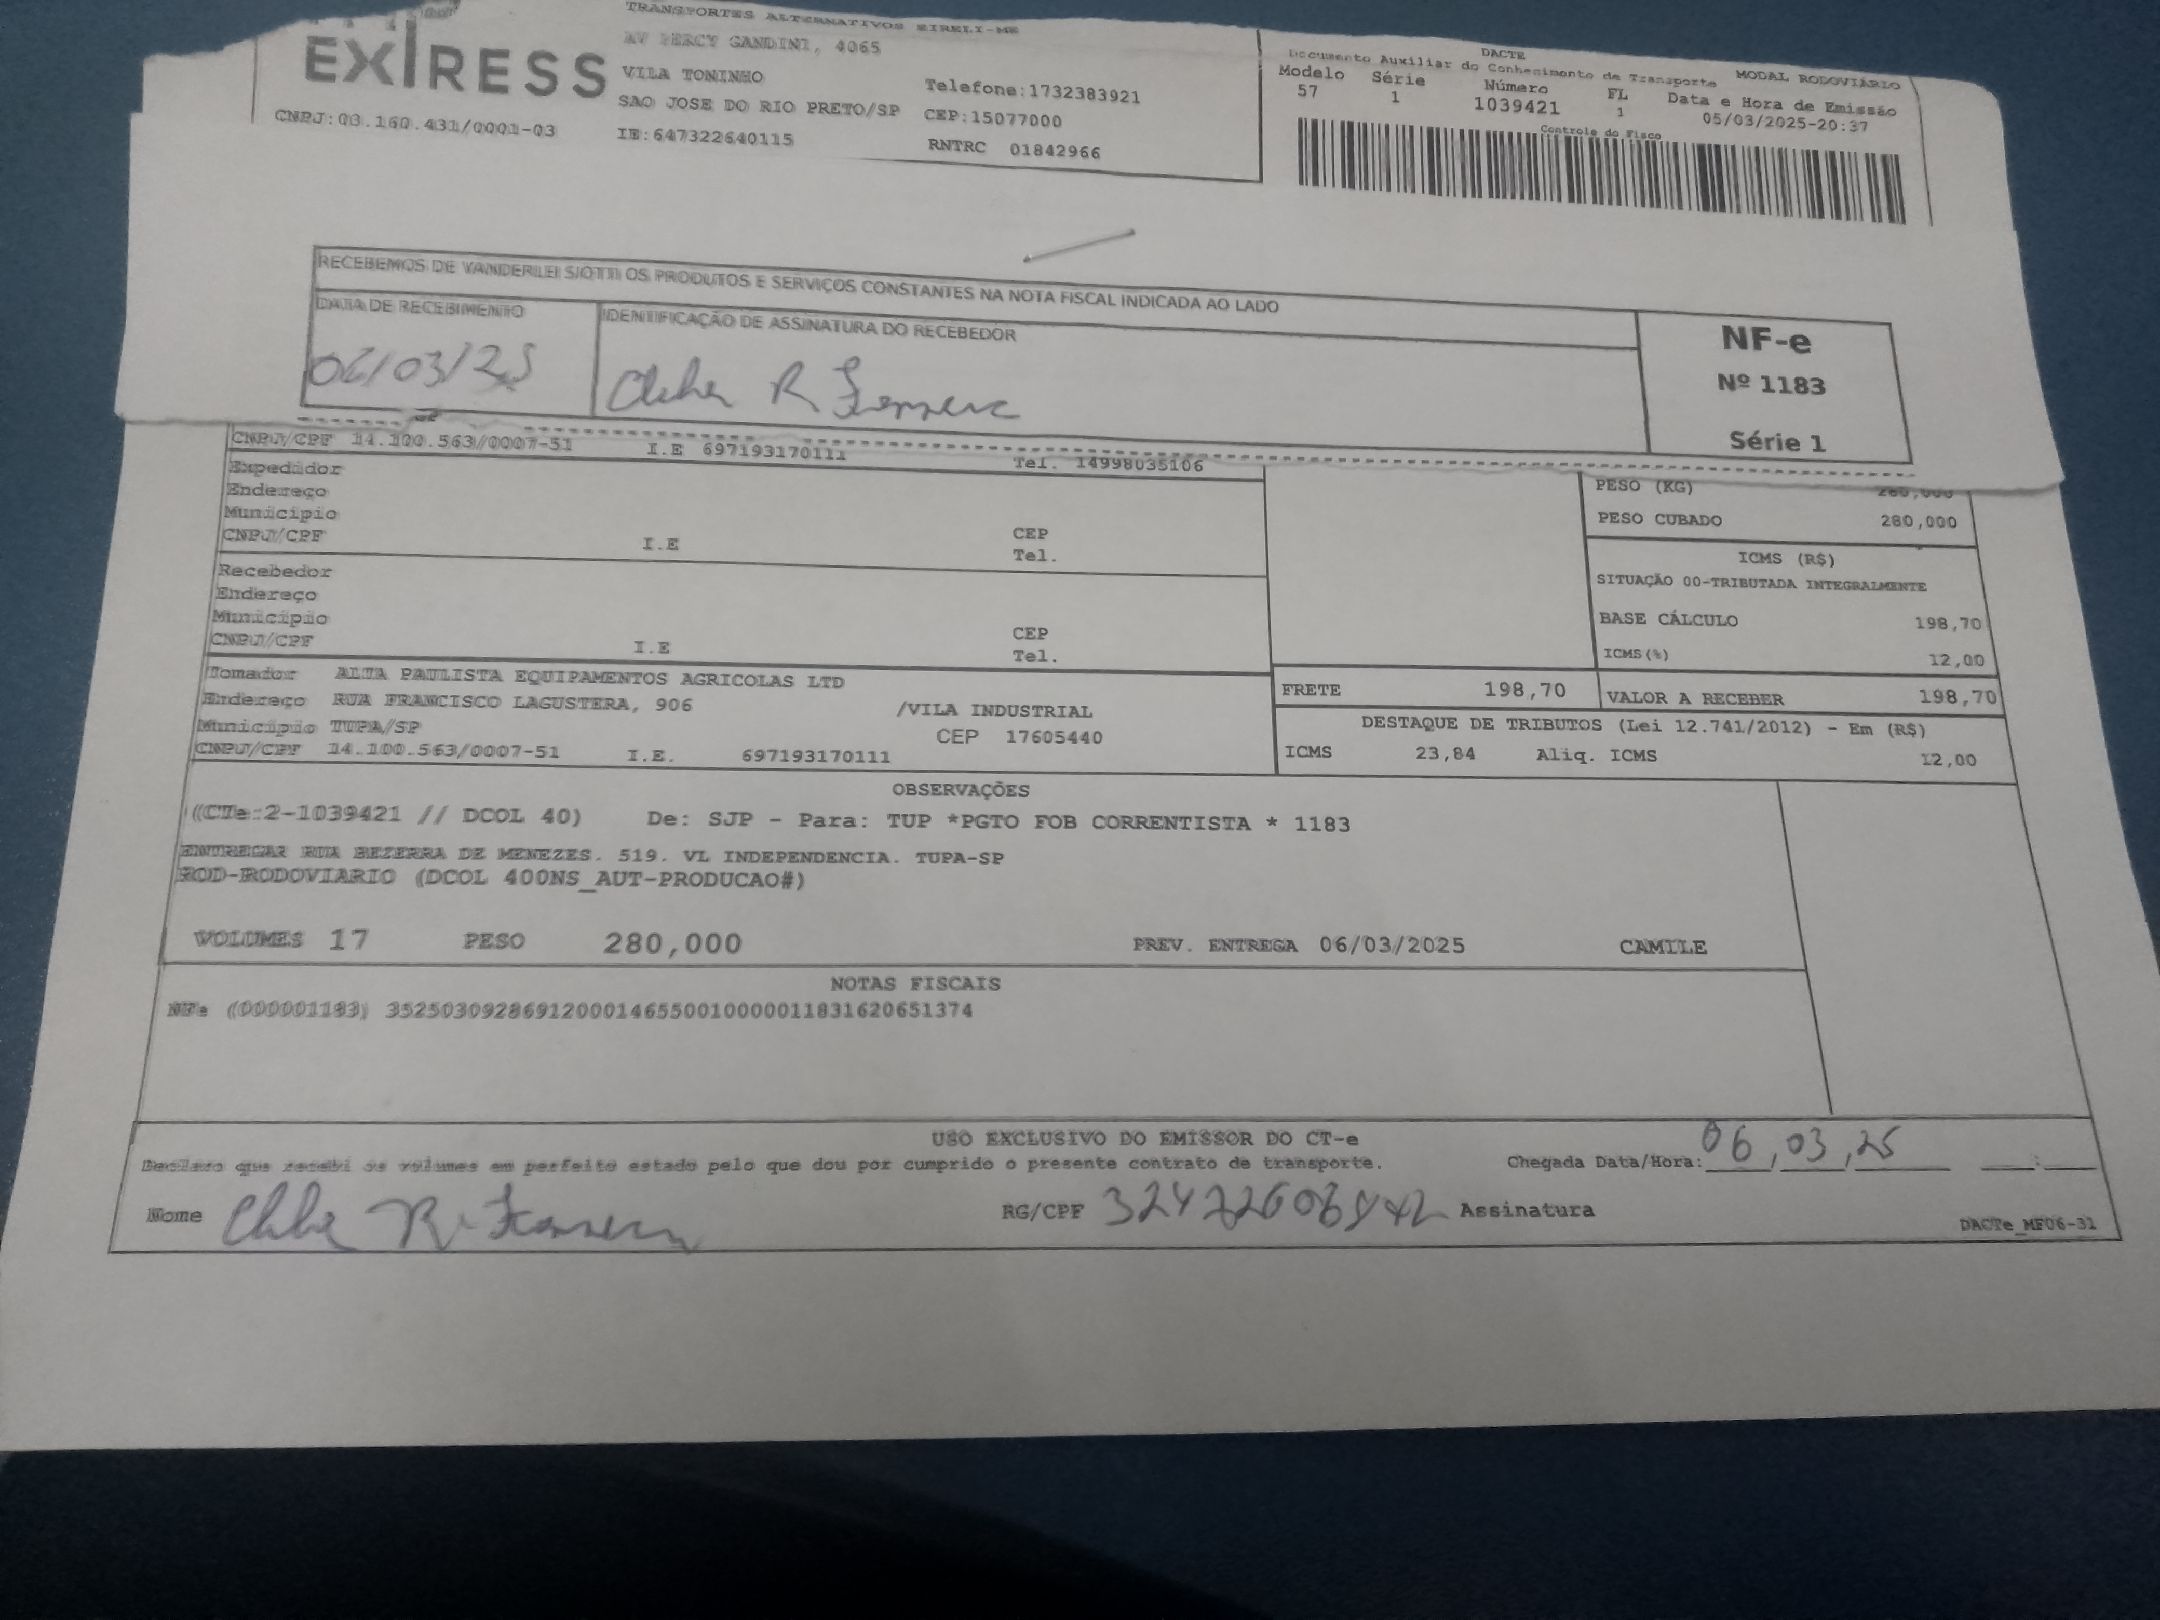 EXPRESS
TRANSPORTES ALTERNATIVOS EIRELI-ME
AV PERCY GANDINI, 4065
VILA TONINHO
SAO JOSE DO RIO PRETO/SP
Telefone:1732383921
CEP:15077000
CNPJ:03.160.431/0001-03
IE:647322640115
RNTRC 01842966
DACTE
Documento Auxiliar do Conhecimento de Transporte MODAL RODOVIÁRIO
Modelo Série Número FL Data e Hora de Emissão
57 1 1039421 1 05/03/2025-20:37
Controle do Fisco
RECEBEMOS DE VANDERLEI SIOTTI OS PRODUTOS E SERVIÇOS CONSTANTES NA NOTA FISCAL INDICADA AO LADO
DATA DE RECEBIMENTO
IDENTIFICAÇÃO DE ASSINATURA DO RECEBEDOR
06/03/25
NF-e
Nº 1183
Série 1
CNPJ/CPF 14.100.563/0007-51 I.E 697193170111 Tel. 14998035106
Expedidor
Endereço
Município CEP
CNPJ/CPF I.E Tel.
Recebedor
Endereço
Município CEP
CNPJ/CPF I.E Tel.
PESO (KG) 280,000
PESO CUBADO 280,000
ICMS (R$)
SITUAÇÃO 00-TRIBUTADA INTEGRALMENTE
BASE CÁLCULO 198,70
ICMS(%) 12,00
Tomador ALTA PAULISTA EQUIPAMENTOS AGRICOLAS LTD
Endereço RUA FRANCISCO LAGUSTERA, 906 /VILA INDUSTRIAL
Município TUPA/SP CEP 17605440
CNPJ/CPF 14.100.563/0007-51 I.E. 697193170111
FRETE 198,70 VALOR A RECEBER 198,70
DESTAQUE DE TRIBUTOS (Lei 12.741/2012) - Em (R$)
ICMS 23,84 Aliq. ICMS 12,00
OBSERVAÇÕES
((CTe:2-1039421 // DCOL 40) De: SJP - Para: TUP *PGTO FOB CORRENTISTA * 1183
ENTREGAR RUA BEZERRA DE MENEZES. 519. VL INDEPENDENCIA. TUPA-SP
ROD-RODOVIARIO (DCOL 400NS_AUT-PRODUCAO#)
VOLUMES 17 PESO 280,000 PREV. ENTREGA 06/03/2025 CAMILE
NOTAS FISCAIS
NFe (000001183) 35250309286912000146550010000011831620651374
USO EXCLUSIVO DO EMISSOR DO CT-e
Declaro que recebi os volumes em perfeito estado pelo que dou por cumprido o presente contrato de transporte. Chegada Data/Hora: 06/03/25 :
Nome RG/CPF Assinatura
DACTe_MF06-31